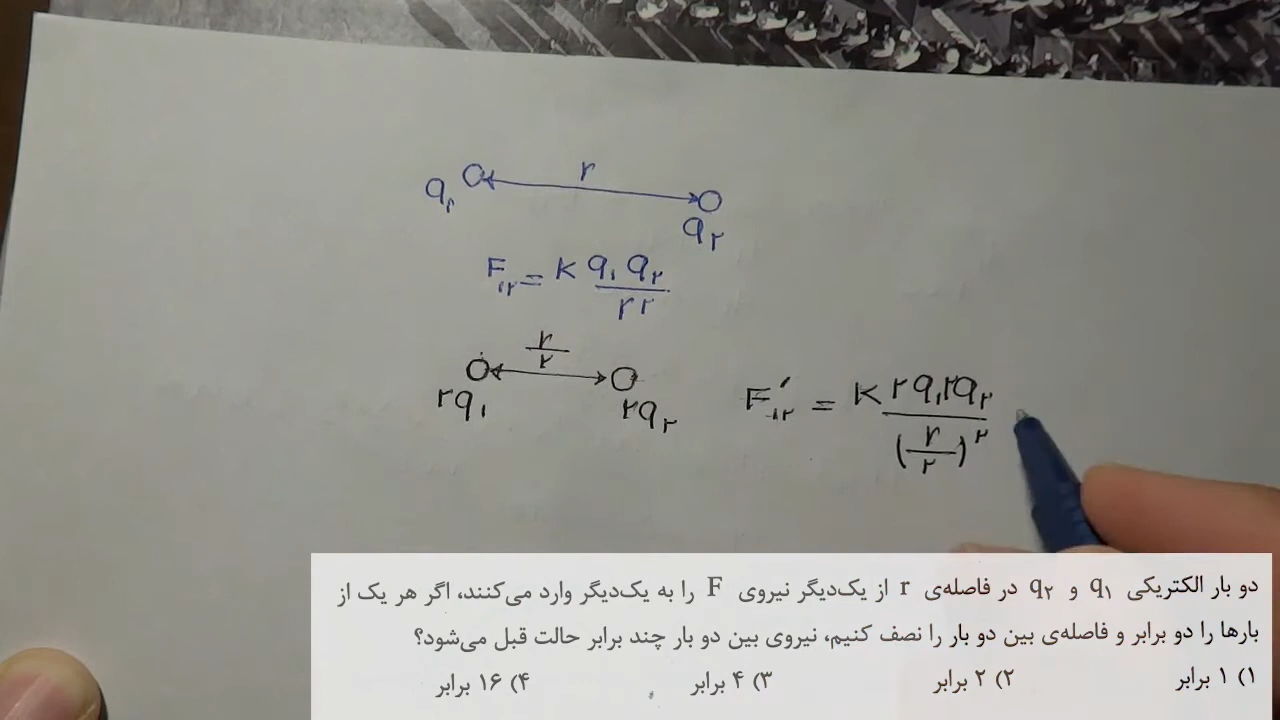 r
q۱
q۲
F۱۲ = K q۱ q۲ / r۲
r / ۲
۲q۱
۲q۲
F'۱۲ = K ۲q۱۲q۲ / (r / ۲)۲
دو بار الکتریکی q۱ و q۲ در فاصله‌ی r از یک‌دیگر نیروی F را به یک‌دیگر وارد می‌کنند، اگر هر یک از
بارها را دو برابر و فاصله‌ی بین دو بار را نصف کنیم، نیروی بین دو بار چند برابر حالت قبل می‌شود؟
۱) ۱ برابر ۲) ۲ برابر ۳) ۴ برابر ۴) ۱۶ برابر